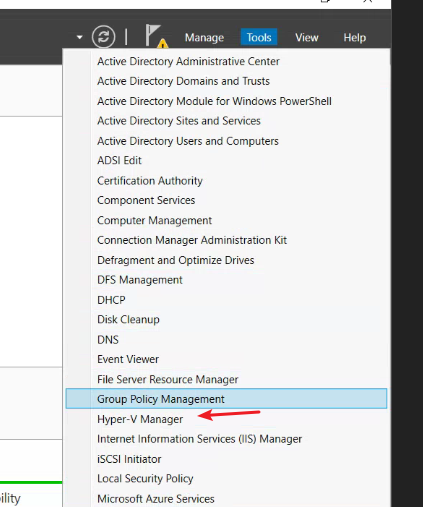 Manage Tools View Help
Active Directory Administrative Center
Active Directory Domains and Trusts
Active Directory Module for Windows PowerShell
Active Directory Sites and Services
Active Directory Users and Computers
ADSI Edit
Certification Authority
Component Services
Computer Management
Connection Manager Administration Kit
Defragment and Optimize Drives
DFS Management
DHCP
Disk Cleanup
DNS
Event Viewer
File Server Resource Manager
Group Policy Management
Hyper-V Manager
Internet Information Services (IIS) Manager
iSCSI Initiator
Local Security Policy
Microsoft Azure Services